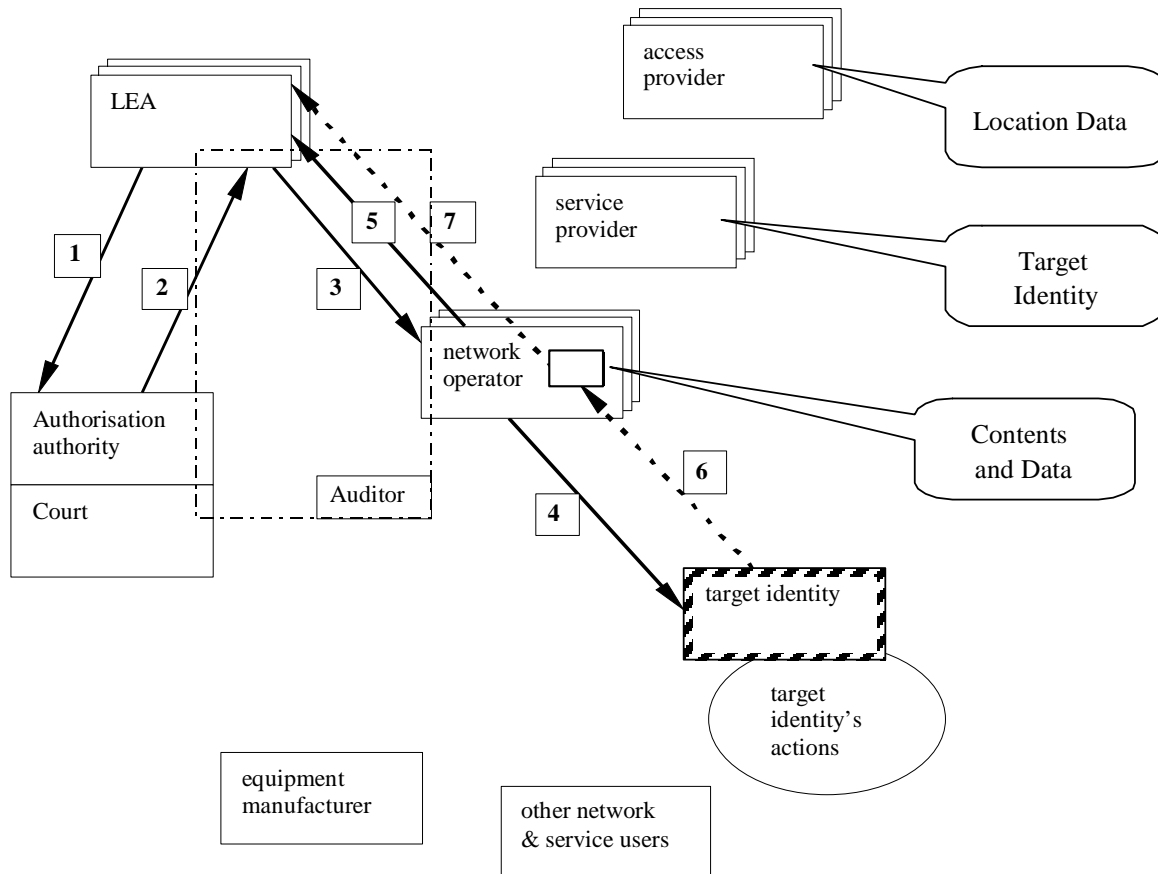 access
provider
LEA
Location Data
service
provider
5
7
1
Target
Identity
2
3
network
operator
Authorisation
authority
Contents
and Data
6
Auditor
Court
4
target identity
target
identity's
actions
equipment
manufacturer
other network
& service users